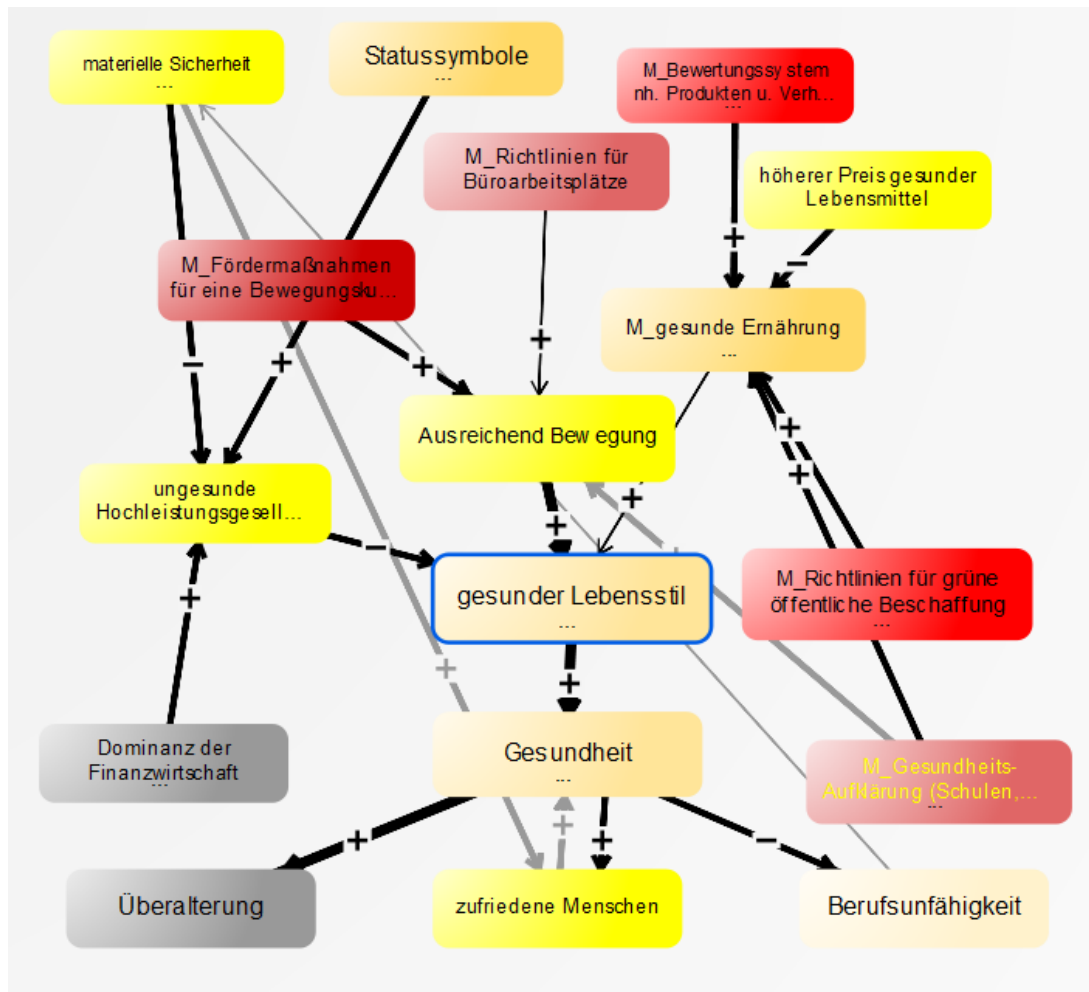 materielle Sicherheit
...
Statussymbole
...
M_Bewertungssystem
nh. Produkten u. Verh...
...
M_Richtlinien für
Büroarbeitsplätze
höherer Preis gesunder
Lebensmittel
M_Fördermaßnahmen
für eine Bewegungsku...
M_gesunde Ernährung
...
+
-
-
+
+
+
Ausreichend Bewegung
+
+
+
ungesunde
Hochleistungsgesell...
+
-
+
gesunder Lebensstil
...
M_Richtlinien für grüne
öffentliche Beschaffung
...
+
+
+
Dominanz der
Finanzwirtschaft
...
Gesundheit
...
M_Gesundheits-
Aufklärung (Schulen,...
...
+
+
+
-
Überalterung
zufriedene Menschen
Berufsunfähigkeit